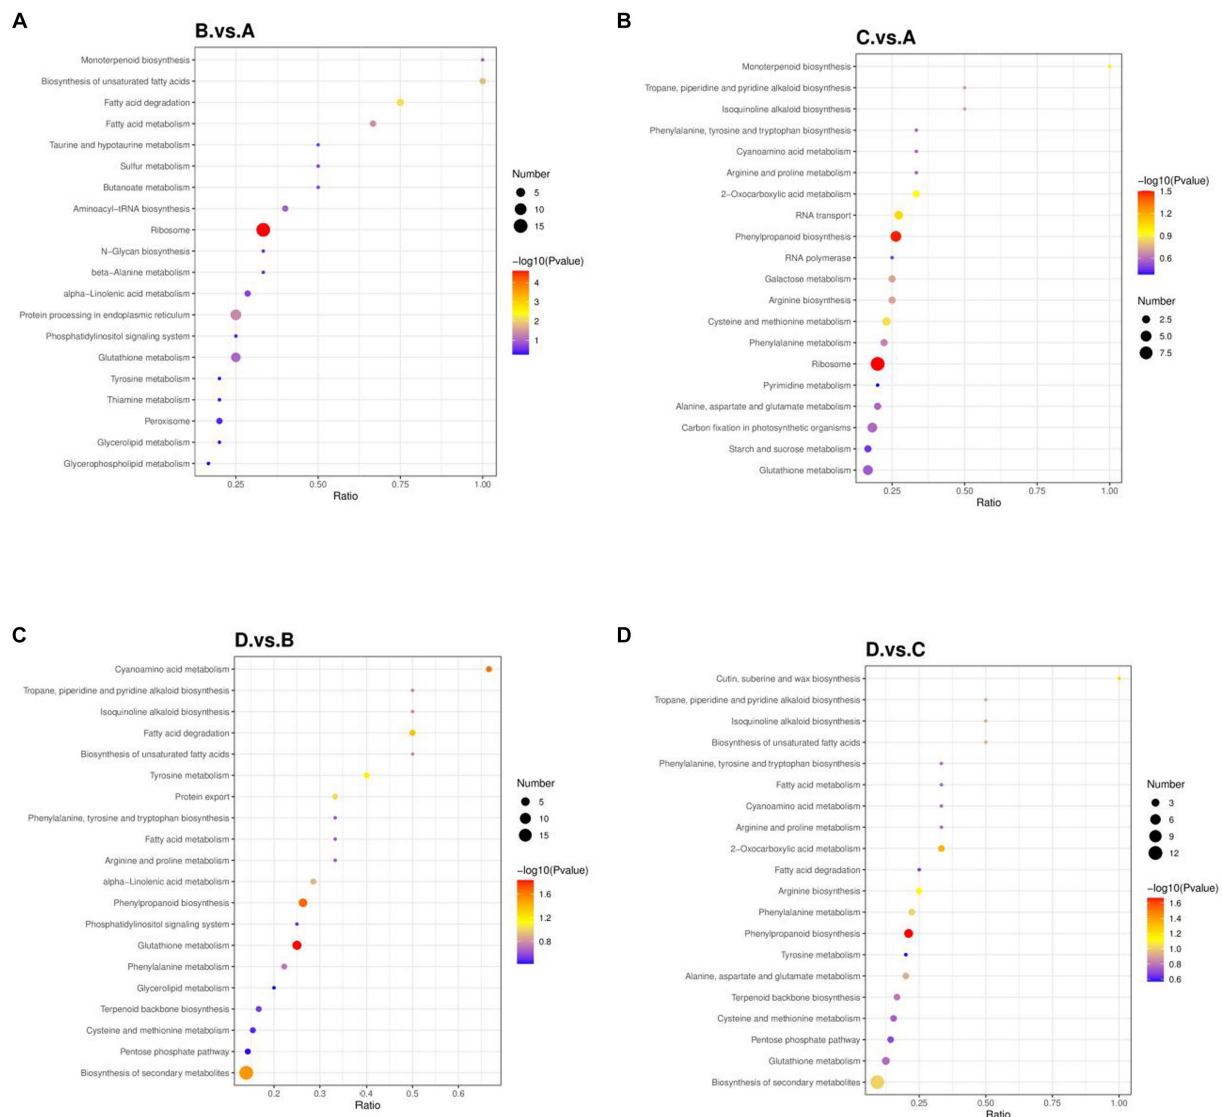 A
B.vs.A
Monoterpenoid biosynthesis
Biosynthesis of unsaturated fatty acids
Fatty acid degradation
Fatty acid metabolism
Taurine and hypotaurine metabolism
Sulfur metabolism
Butanoate metabolism
Aminoacyl−tRNA biosynthesis
Ribosome
N−Glycan biosynthesis
beta−Alanine metabolism
alpha−Linolenic acid metabolism
Protein processing in endoplasmic reticulum
Phosphatidylinositol signaling system
Glutathione metabolism
Tyrosine metabolism
Thiamine metabolism
Peroxisome
Glycerolipid metabolism
Glycerophospholipid metabolism
0.25 0.50 0.75 1.00
Ratio
Number
5
10
15
−log10(Pvalue)
4
3
2
1
B
C.vs.A
Monoterpenoid biosynthesis
Tropane, piperidine and pyridine alkaloid biosynthesis
Isoquinoline alkaloid biosynthesis
Phenylalanine, tyrosine and tryptophan biosynthesis
Cyanoamino acid metabolism
Arginine and proline metabolism
2−Oxocarboxylic acid metabolism
RNA transport
Phenylpropanoid biosynthesis
RNA polymerase
Galactose metabolism
Arginine biosynthesis
Cysteine and methionine metabolism
Phenylalanine metabolism
Ribosome
Pyrimidine metabolism
Alanine, aspartate and glutamate metabolism
Carbon fixation in photosynthetic organisms
Starch and sucrose metabolism
Glutathione metabolism
0.25 0.50 0.75 1.00
Ratio
−log10(Pvalue)
1.5
1.2
0.9
0.6
Number
2.5
5.0
7.5
C
D.vs.B
Cyanoamino acid metabolism
Tropane, piperidine and pyridine alkaloid biosynthesis
Isoquinoline alkaloid biosynthesis
Fatty acid degradation
Biosynthesis of unsaturated fatty acids
Tyrosine metabolism
Protein export
Phenylalanine, tyrosine and tryptophan biosynthesis
Fatty acid metabolism
Arginine and proline metabolism
alpha−Linolenic acid metabolism
Phenylpropanoid biosynthesis
Phosphatidylinositol signaling system
Glutathione metabolism
Phenylalanine metabolism
Glycerolipid metabolism
Terpenoid backbone biosynthesis
Cysteine and methionine metabolism
Pentose phosphate pathway
Biosynthesis of secondary metabolites
0.2 0.3 0.4 0.5 0.6
Ratio
Number
5
10
15
−log10(Pvalue)
1.6
1.2
0.8
D
D.vs.C
Cutin, suberine and wax biosynthesis
Tropane, piperidine and pyridine alkaloid biosynthesis
Isoquinoline alkaloid biosynthesis
Biosynthesis of unsaturated fatty acids
Phenylalanine, tyrosine and tryptophan biosynthesis
Fatty acid metabolism
Cyanoamino acid metabolism
Arginine and proline metabolism
2−Oxocarboxylic acid metabolism
Fatty acid degradation
Arginine biosynthesis
Phenylalanine metabolism
Phenylpropanoid biosynthesis
Tyrosine metabolism
Alanine, aspartate and glutamate metabolism
Terpenoid backbone biosynthesis
Cysteine and methionine metabolism
Pentose phosphate pathway
Glutathione metabolism
Biosynthesis of secondary metabolites
0.25 0.50 0.75 1.00
Ratio
Number
3
6
9
12
−log10(Pvalue)
1.6
1.4
1.2
1.0
0.8
0.6